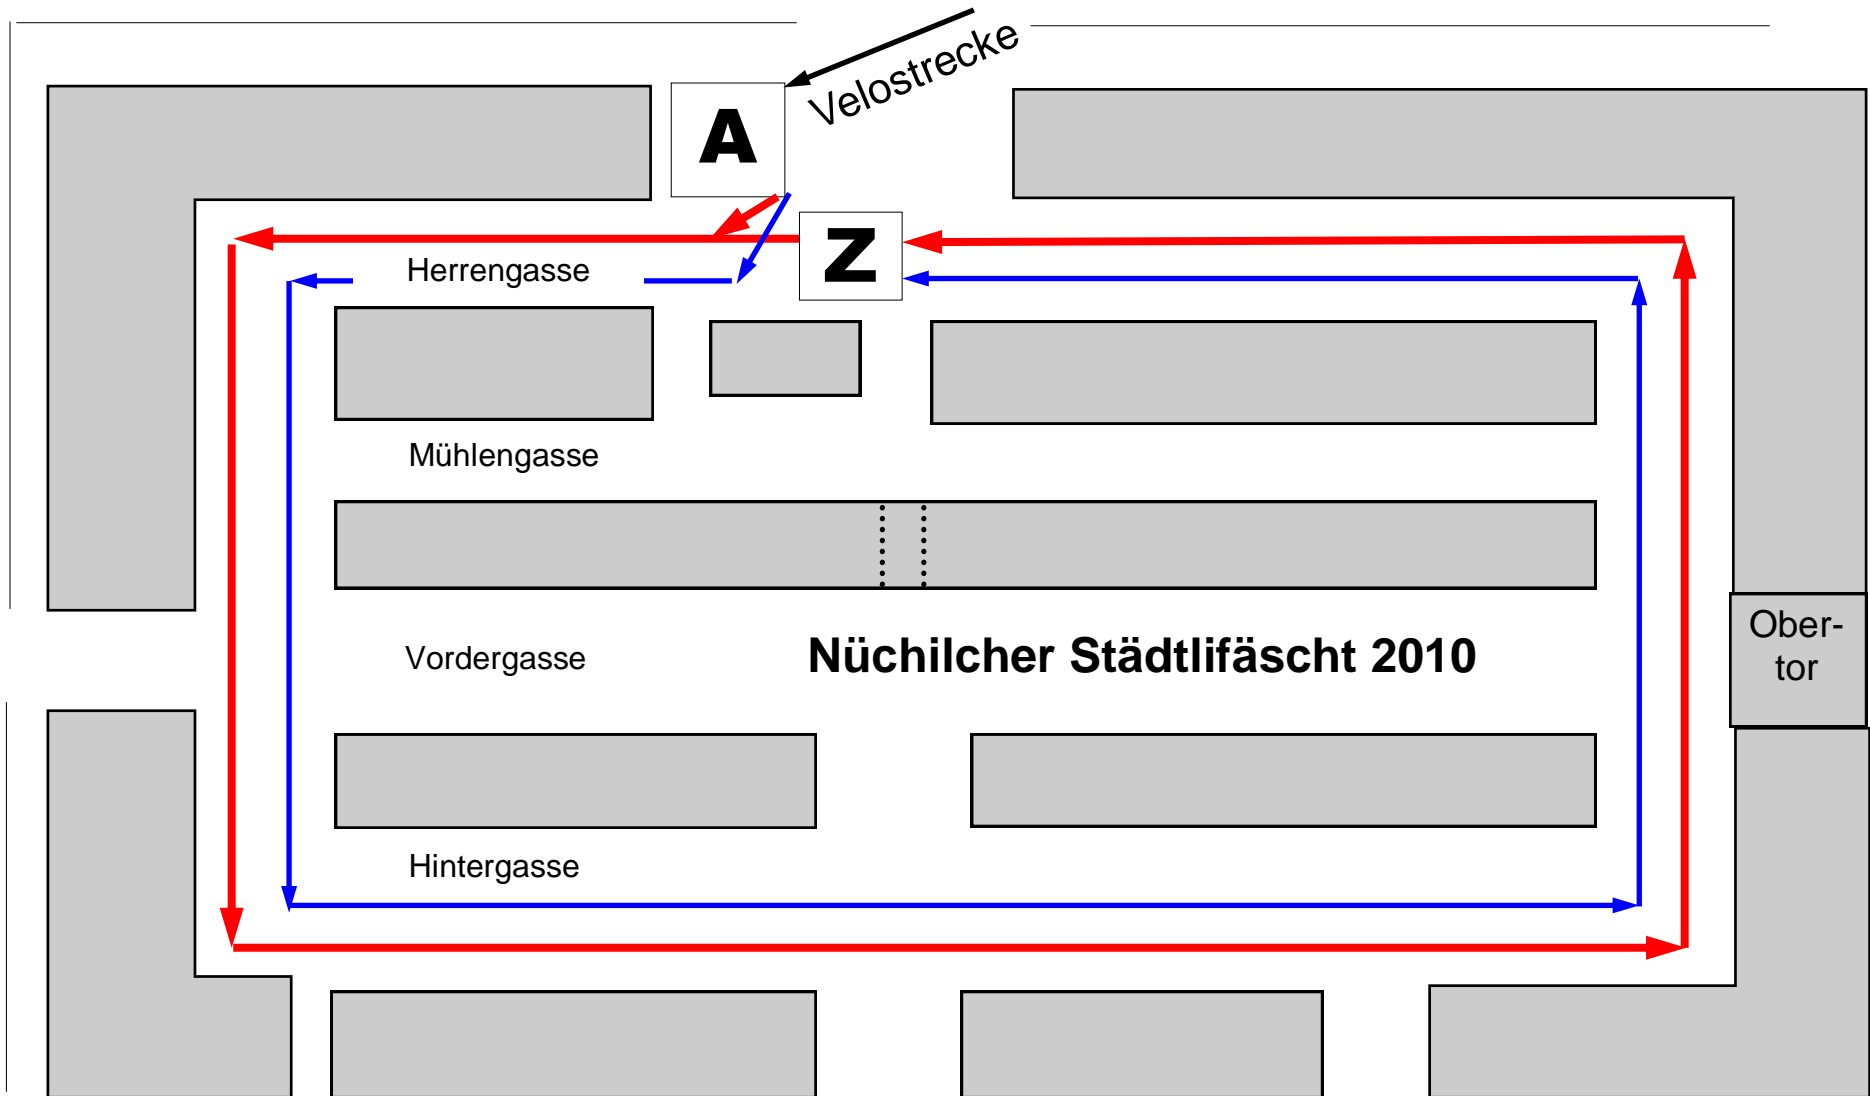 Velostrecke
A
Z
Herrengasse
Mühlengasse
Ober-
tor
Vordergasse
Nüchilcher Städtlifäscht 2010
Hintergasse